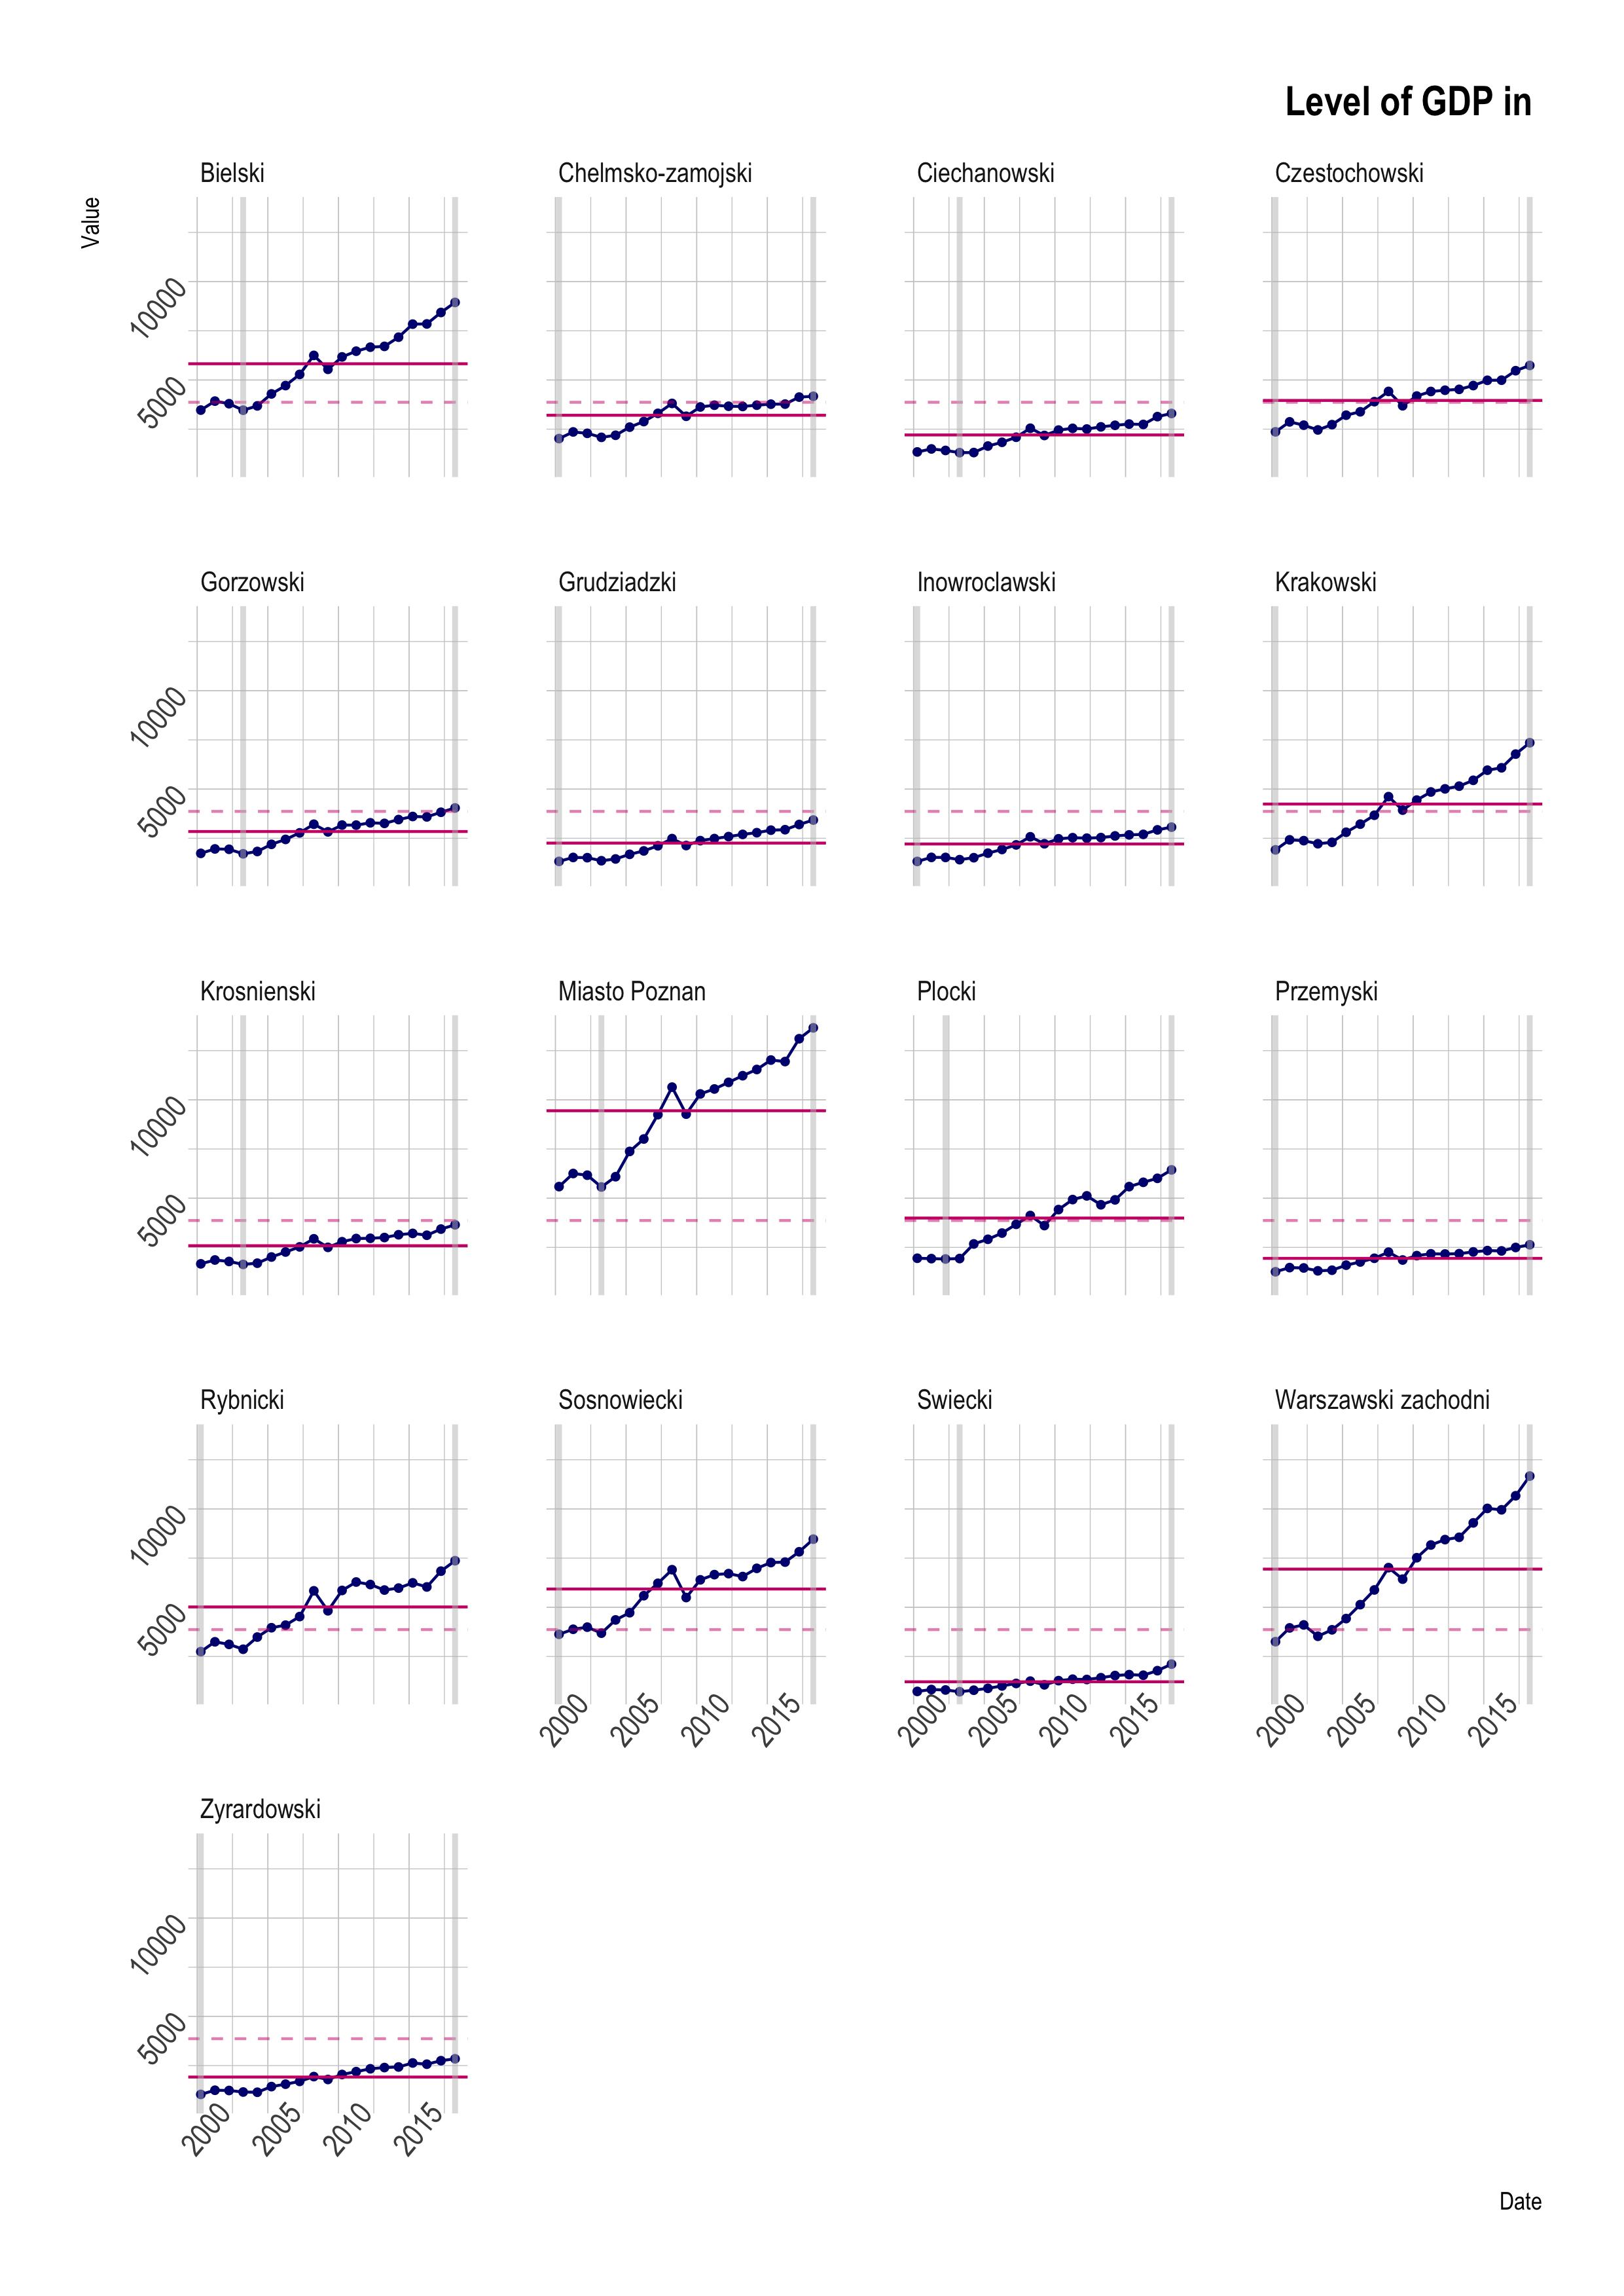 Level of GDP in
Value
Bielski
Chelmsko-zamojski
Ciechanowski
Czestochowski
10000
5000
Gorzowski
Grudziadzki
Inowroclawski
Krakowski
10000
5000
Krosnienski
Miasto Poznan
Plocki
Przemyski
10000
5000
Rybnicki
Sosnowiecki
Swiecki
Warszawski zachodni
10000
5000
2000 2005 2010 2015
2000 2005 2010 2015
2000 2005 2010 2015
Zyrardowski
10000
5000
2000 2005 2010 2015
Date